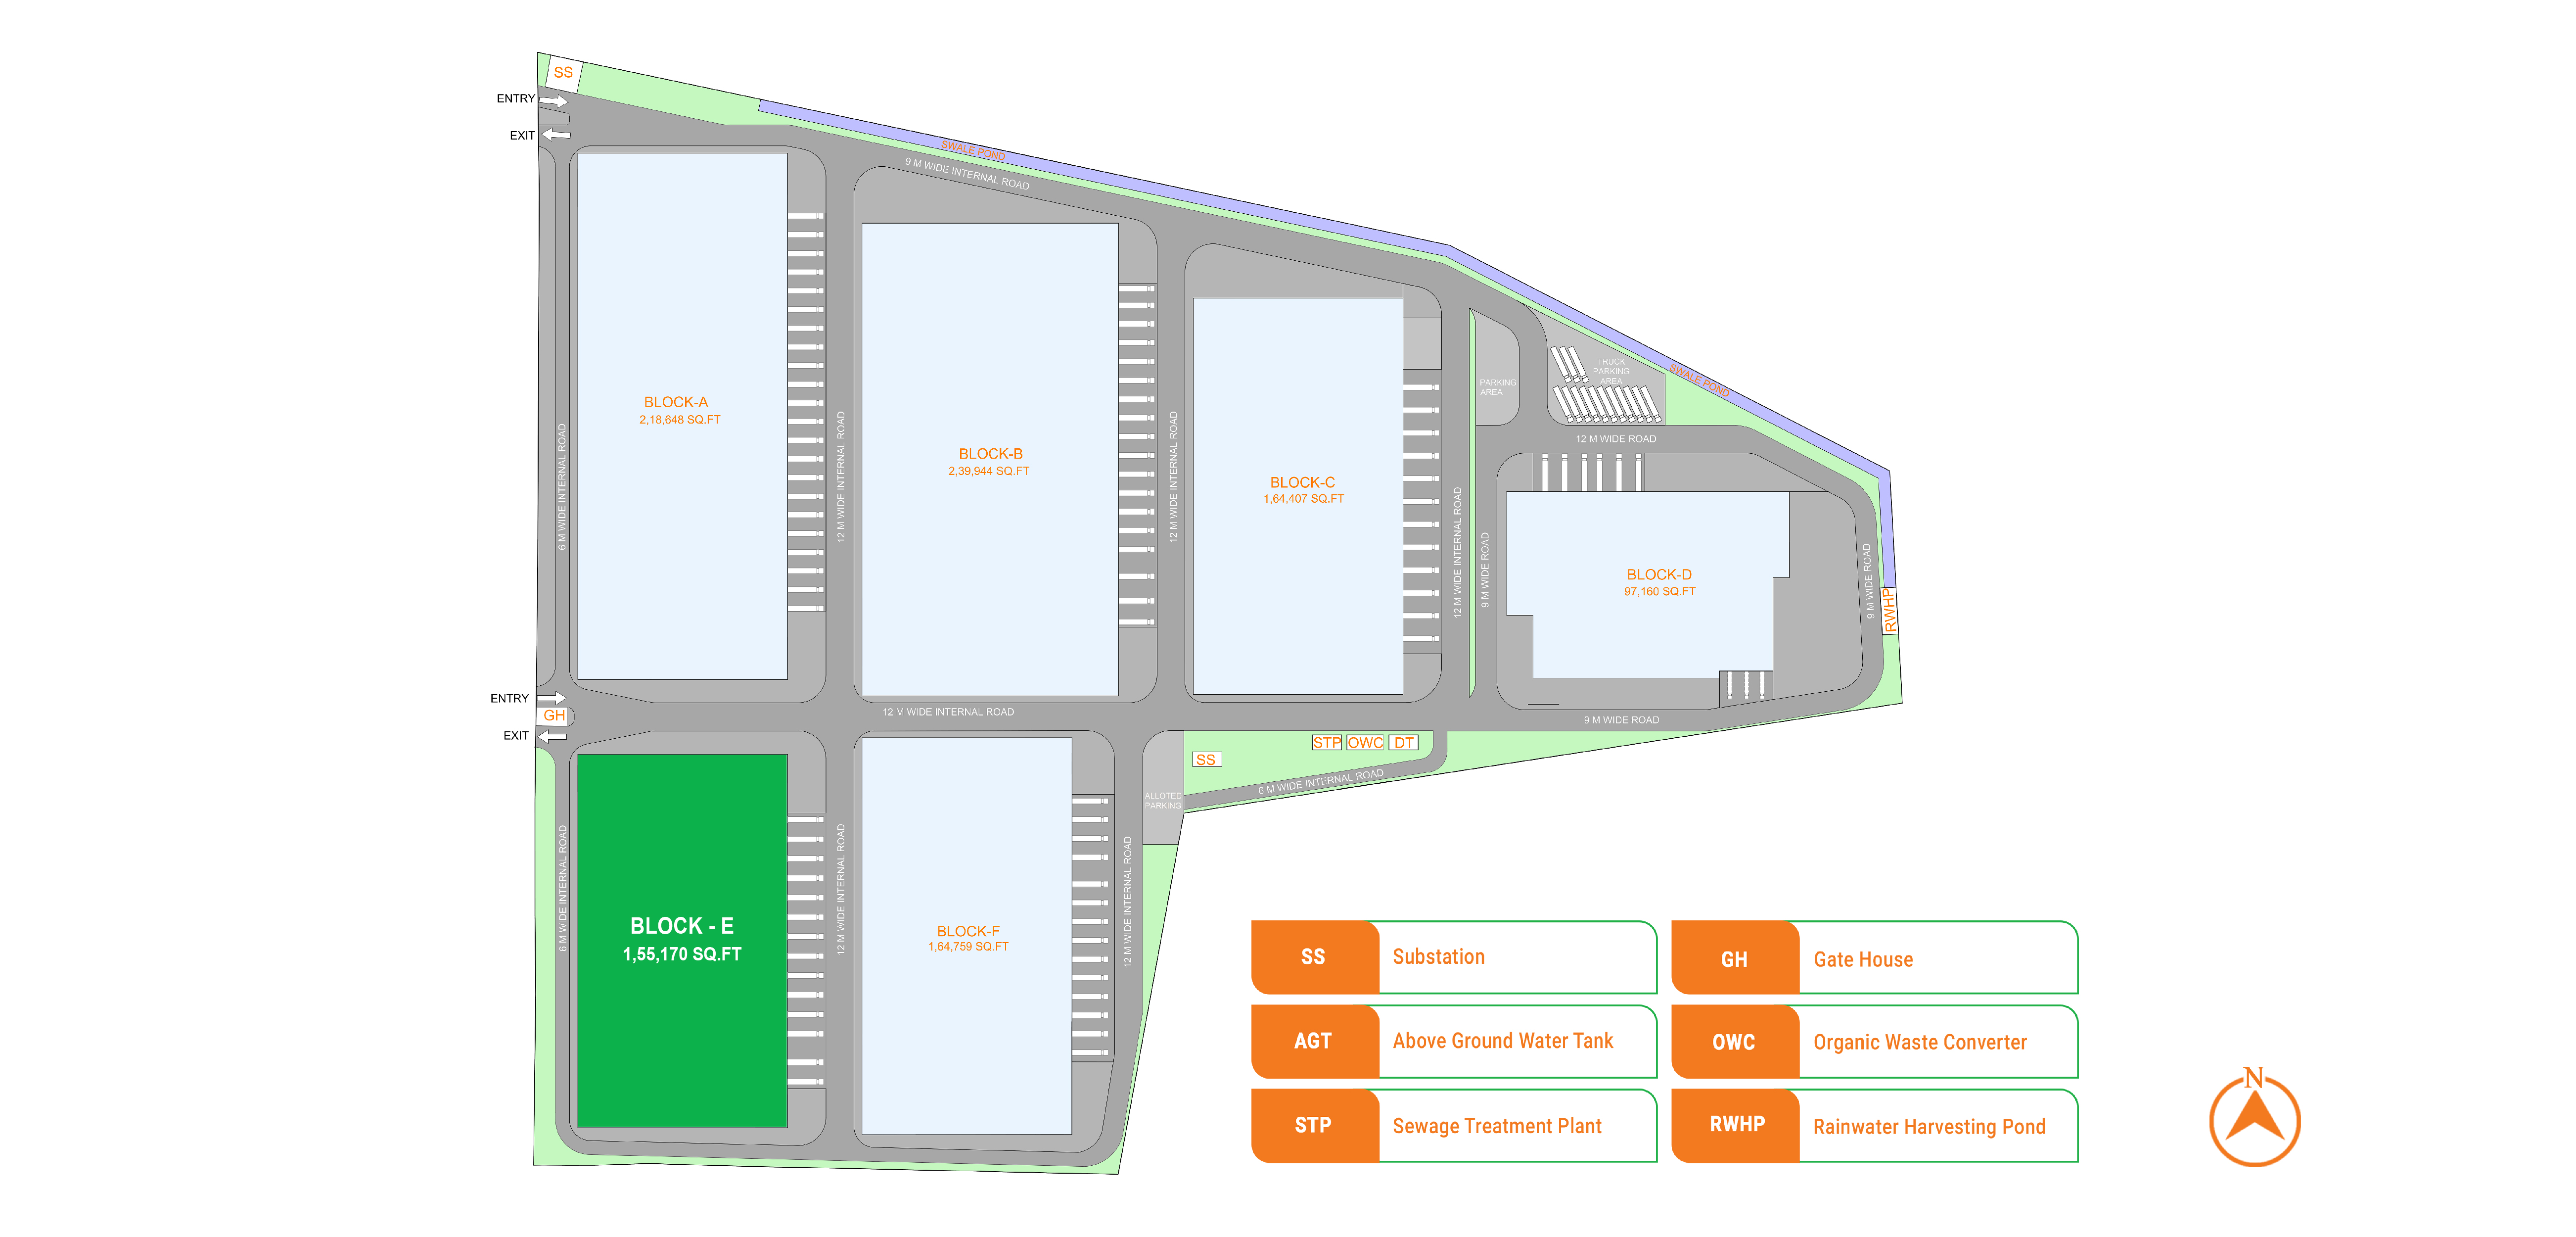 SS
ENTRY
EXIT
SWALE POND
9 M WIDE INTERNAL ROAD
BLOCK-A
2,18,648 SQ.FT
6 M WIDE INTERNAL ROAD
12 M WIDE INTERNAL ROAD
BLOCK-B
2,39,944 SQ.FT
12 M WIDE INTERNAL ROAD
BLOCK-C
1,64,407 SQ.FT
12 M WIDE INTERNAL ROAD
PARKING
AREA
TRUCK
PARKING
AREA
SWALE POND
12 M WIDE ROAD
9 M WIDE ROAD
BLOCK-D
97,160 SQ.FT
9 M WIDE ROAD
RWHP
ENTRY
GH
EXIT
12 M WIDE INTERNAL ROAD
9 M WIDE ROAD
SS
STP
OWC
DT
6 M WIDE INTERNAL ROAD
ALLOTED
PARKING
6 M WIDE INTERNAL ROAD
BLOCK - E
1,55,170 SQ.FT
12 M WIDE INTERNAL ROAD
BLOCK-F
1,64,759 SQ.FT
12 M WIDE INTERNAL ROAD
SS Substation
GH Gate House
AGT Above Ground Water Tank
OWC Organic Waste Converter
STP Sewage Treatment Plant
RWHP Rainwater Harvesting Pond
N